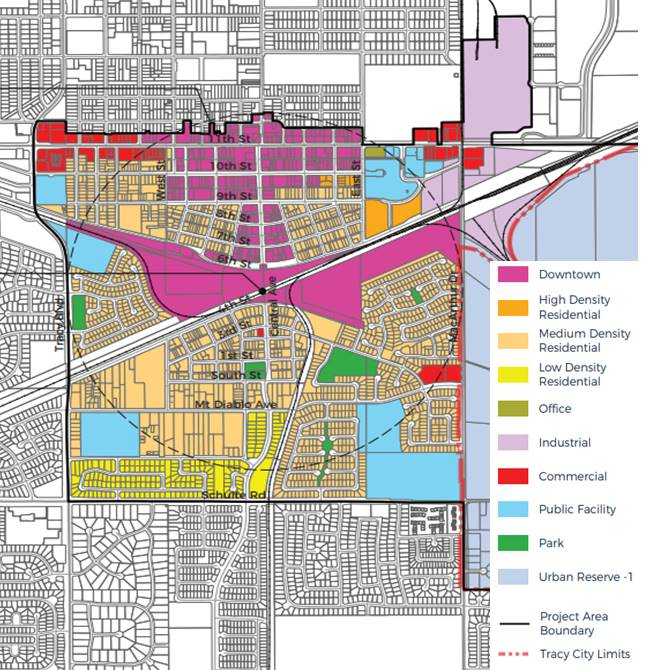 11th St
10th St
West St
East St
9th St
8th St
7th St
6th St
4th St
Central Ave
Tracy Blvd
MacArthur Dr
3rd St
1st St
South St
Mt Diablo Ave
Schulte Rd
Downtown
High Density
Residential
Medium Density
Residential
Low Density
Residential
Office
Industrial
Commercial
Public Facility
Park
Urban Reserve -1
Project Area
Boundary
Tracy City Limits